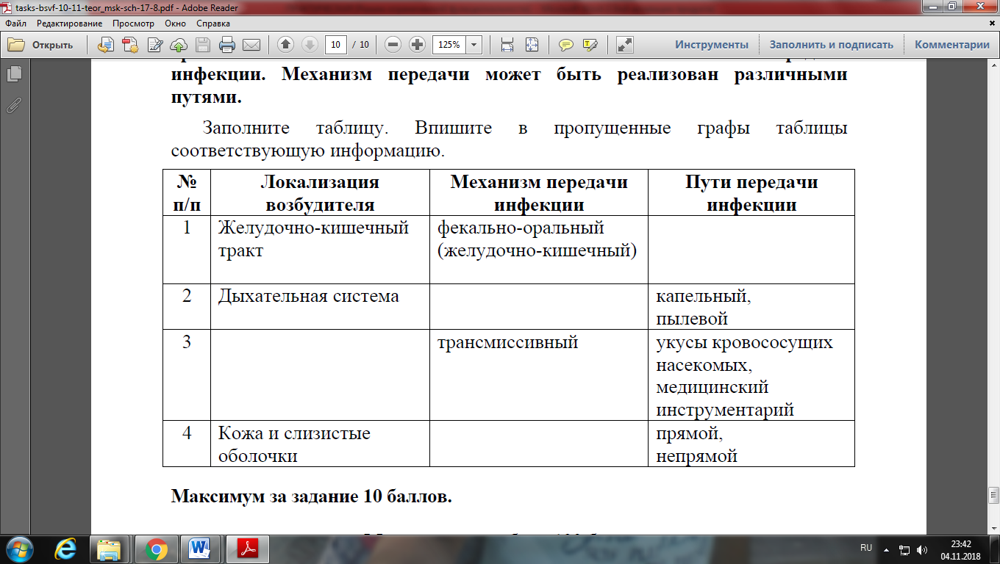 tasks-bsvf-10-11-teor_msk-sch-17-8.pdf - Adobe Reader
Файл Редактирование Просмотр Окно Справка
Открыть 10 / 10 125% Инструменты Заполнить и подписать Комментарии
инфекции. Механизм передачи может быть реализован различными
путями.
Заполните таблицу. Впишите в пропущенные графы таблицы
соответствующую информацию.
№ п/п
Локализация возбудителя
Механизм передачи инфекции
Пути передачи инфекции
1
Желудочно-кишечный
тракт
фекально-оральный
(желудочно-кишечный)
2
Дыхательная система
капельный,
пылевой
3
трансмиссивный
укусы кровососущих
насекомых,
медицинский
инструментарий
4
Кожа и слизистые
оболочки
прямой,
непрямой
Максимум за задание 10 баллов.
RU
23:42
04.11.2018